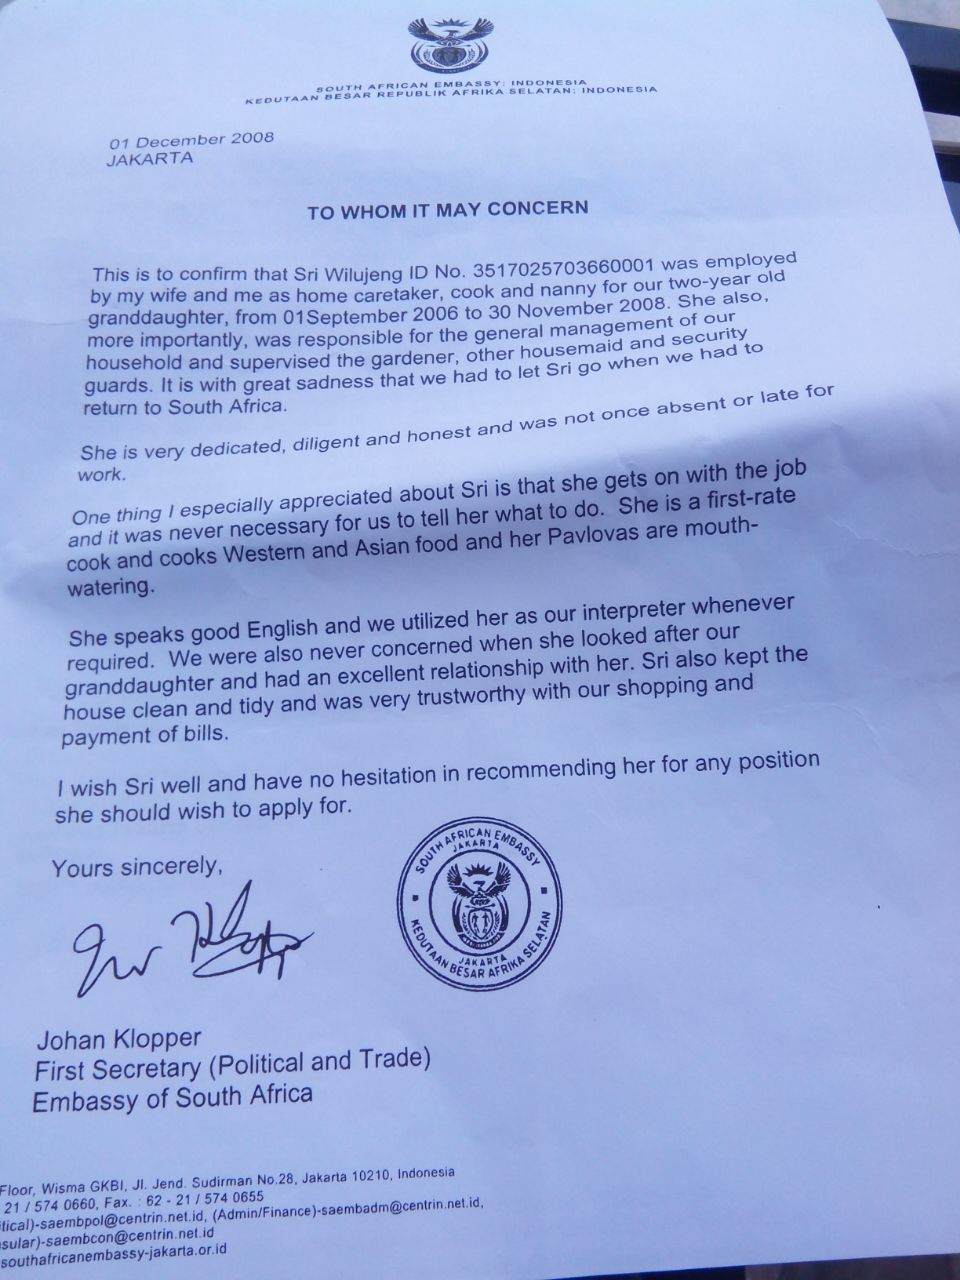 SOUTH AFRICAN EMBASSY: INDONESIA
KEDUTAAN BESAR REPUBLIK AFRIKA SELATAN: INDONESIA
01 December 2008
JAKARTA
TO WHOM IT MAY CONCERN
This is to confirm that Sri Wilujeng ID No. 3517025703660001 was employed
by my wife and me as home caretaker, cook and nanny for our two-year old
granddaughter, from 01September 2006 to 30 November 2008. She also,
more importantly, was responsible for the general management of our
household and supervised the gardener, other housemaid and security
guards. It is with great sadness that we had to let Sri go when we had to
return to South Africa.
She is very dedicated, diligent and honest and was not once absent or late for
work.
One thing I especially appreciated about Sri is that she gets on with the job
and it was never necessary for us to tell her what to do. She is a first-rate
cook and cooks Western and Asian food and her Pavlovas are mouth-
watering.
She speaks good English and we utilized her as our interpreter whenever
required. We were also never concerned when she looked after our
granddaughter and had an excellent relationship with her. Sri also kept the
house clean and tidy and was very trustworthy with our shopping and
payment of bills.
I wish Sri well and have no hesitation in recommending her for any position
she should wish to apply for.
Yours sincerely,
SOUTH AFRICAN EMBASSY
JAKARTA
JAKARTA
KEDUTAAN BESAR AFRIKA SELATAN
Johan Klopper
First Secretary (Political and Trade)
Embassy of South Africa
Floor, Wisma GKBI, Jl. Jend. Sudirman No.28, Jakarta 10210, Indonesia
21 / 574 0660, Fax. : 62 - 21 / 574 0655
itical)-saembpol@centrin.net.id, (Admin/Finance)-saembadm@centrin.net.id,
sular)-saembcon@centrin.net.id
southafricanembassy-jakarta.or.id